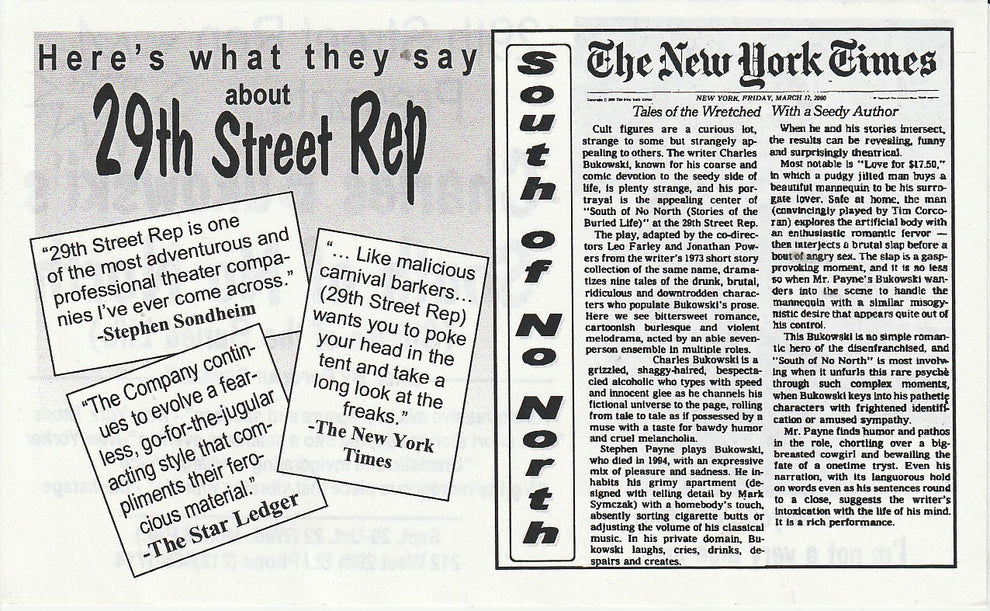 Here's what they say
about
29th Street Rep
"29th Street Rep is one
of the most adventurous and
professional theater compa-
nies I've ever come across."
-Stephen Sondheim
"The Company contin-
ues to evolve a fear-
less, go-for-the-jugular
acting style that com-
pliments their fero-
cious material."
-The Star Ledger
"... Like malicious
carnival barkers...
(29th Street Rep)
wants you to poke
your head in the
tent and take a
long look at the
freaks."
-The New York
Times
South of No North
The New York Times
NEW YORK, FRIDAY, MARCH 17, 2000
Tales of the Wretched With a Seedy Author
Cult figures are a curious lot,
strange to some but strangely ap-
pealing to others. The writer Charles
Bukowski, known for his coarse and
comic devotion to the seedy side of
life, is plenty strange, and his por-
trayal is the appealing center of
"South of No North (Stories of the
Buried Life)" at the 29th Street Rep.
The play, adapted by the co-direc-
tors Leo Farley and Jonathan Pow-
ers from the writer's 1973 short story
collection of the same name, drama-
tizes nine tales of the drunk, brutal,
ridiculous and downtrodden charac-
ters who populate Bukowski's prose.
Here we see bittersweet romance,
cartoonish burlesque and violent
melodrama, acted by an able seven-
person ensemble in multiple roles.
Charles Bukowski is a
grizzled, shaggy-haired, bespecta-
cled alcoholic who types with speed
and innocent glee as he channels his
fictional universe to the page, rolling
from tale to tale as if possessed by a
muse with a taste for bawdy humor
and cruel melancholia.
Stephen Payne plays Bukowski,
who died in 1994, with an expressive
mix of pleasure and sadness. He in-
habits his grimy apartment (de-
signed with telling detail by Mark
Symczak) with a homebody's touch,
absently sorting cigarette butts or
adjusting the volume of his classical
music. In his private domain, Bu-
kowski laughs, cries, drinks, de-
spairs and creates.
When he and his stories intersect,
the results can be revealing, funny
and surprisingly theatrical.
Most notable is "Love for $17.50,"
in which a pudgy jilted man buys a
beautiful mannequin to be his surro-
gate lover. Safe at home, the man
(convincingly played by Tim Corco-
ran) explores the artificial body with
an enthusiastic romantic fervor —
then interjects a brutal slap before a
bout of angry sex. The slap is a gasp-
provoking moment, and it is no less
so when Mr. Payne's Bukowski wan-
ders into the scene to handle the
mannequin with a similar misogy-
nistic desire that appears quite out of
his control.
This Bukowski is no simple roman-
tic hero of the disenfranchised, and
"South of No North" is most involv-
ing when it unfurls this rare psyche
through such complex moments,
when Bukowski keys into his pathetic
characters with frightened identifi-
cation or amused sympathy.
Mr. Payne finds humor and pathos
in the role, chortling over a big-
breasted cowgirl and bewailing the
fate of a onetime tryst. Even his
narration, with its languorous hold
on words even as his sentences round
to a close, suggests the writer's
intoxication with the life of his mind.
It is a rich performance.